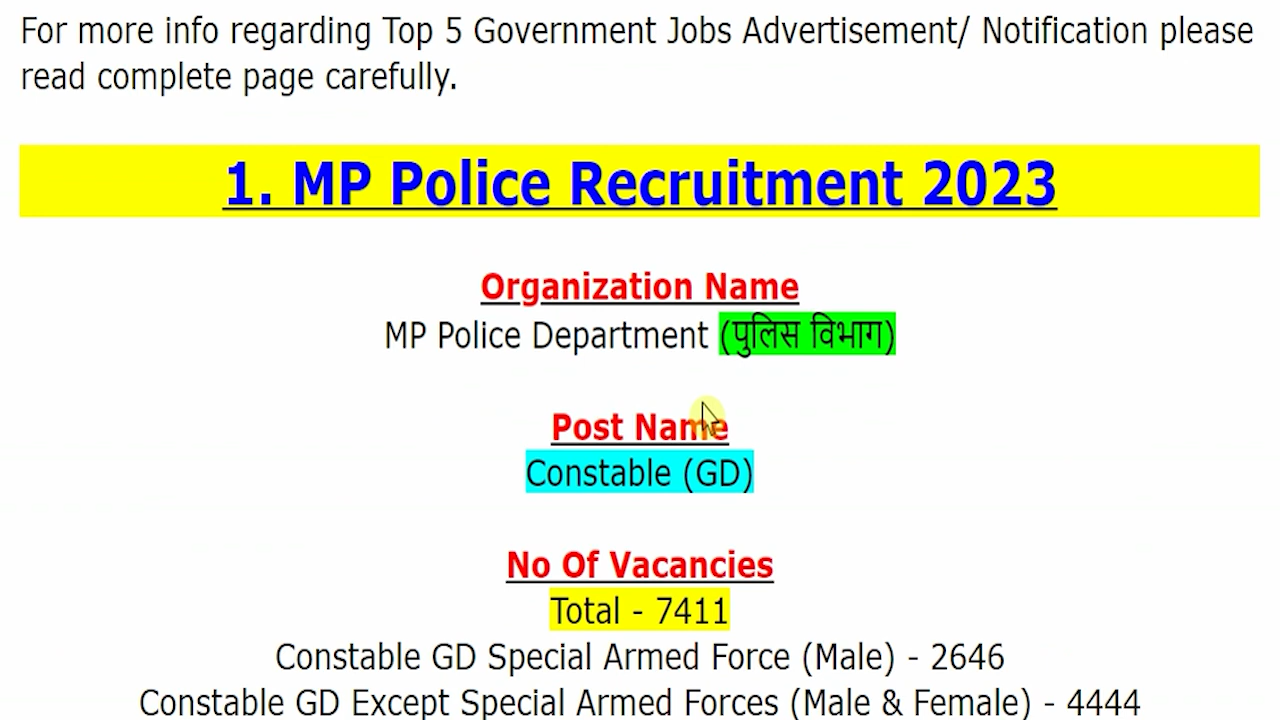 For more info regarding Top 5 Government Jobs Advertisement/ Notification please
read complete page carefully.
1. MP Police Recruitment 2023
Organization Name
MP Police Department (पुलिस विभाग)
Post Name
Constable (GD)
No Of Vacancies
Total - 7411
Constable GD Special Armed Force (Male) - 2646
Constable GD Except Special Armed Forces (Male & Female) - 4444